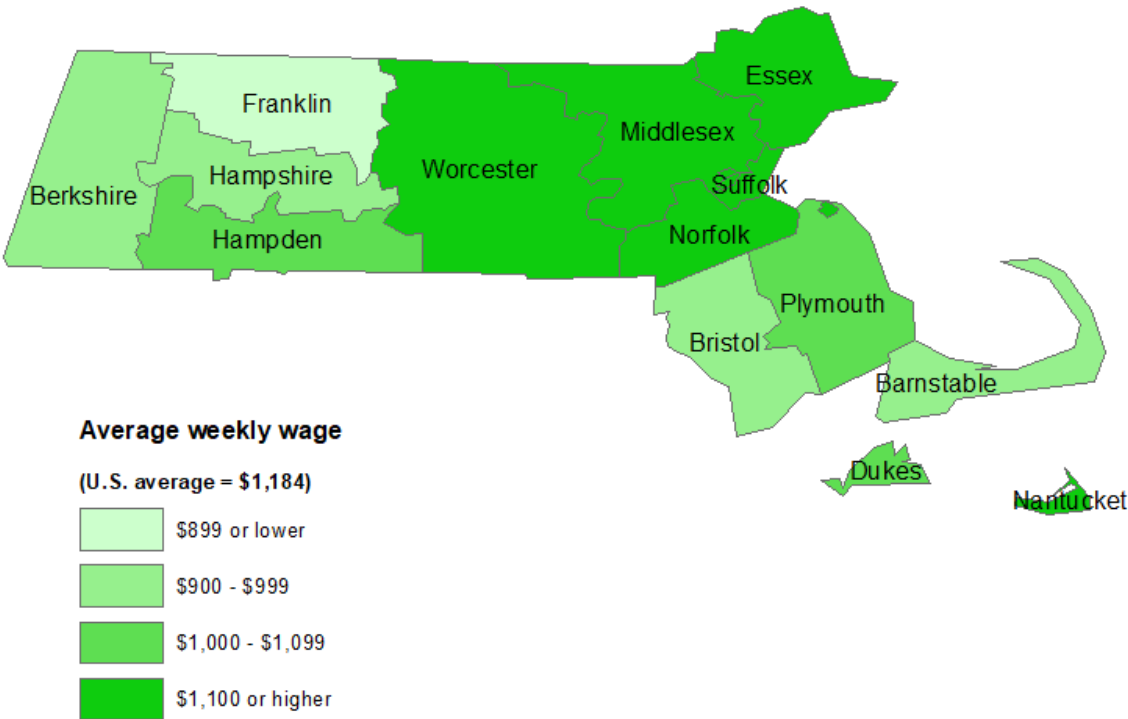 Essex
Franklin
Middlesex
Worcester
Hampshire
Suffolk
Berkshire
Norfolk
Hampden
Plymouth
Bristol
Barnstable
Dukes
Nantucket
Average weekly wage
(U.S. average = $1,184)
$899 or lower
$900 - $999
$1,000 - $1,099
$1,100 or higher